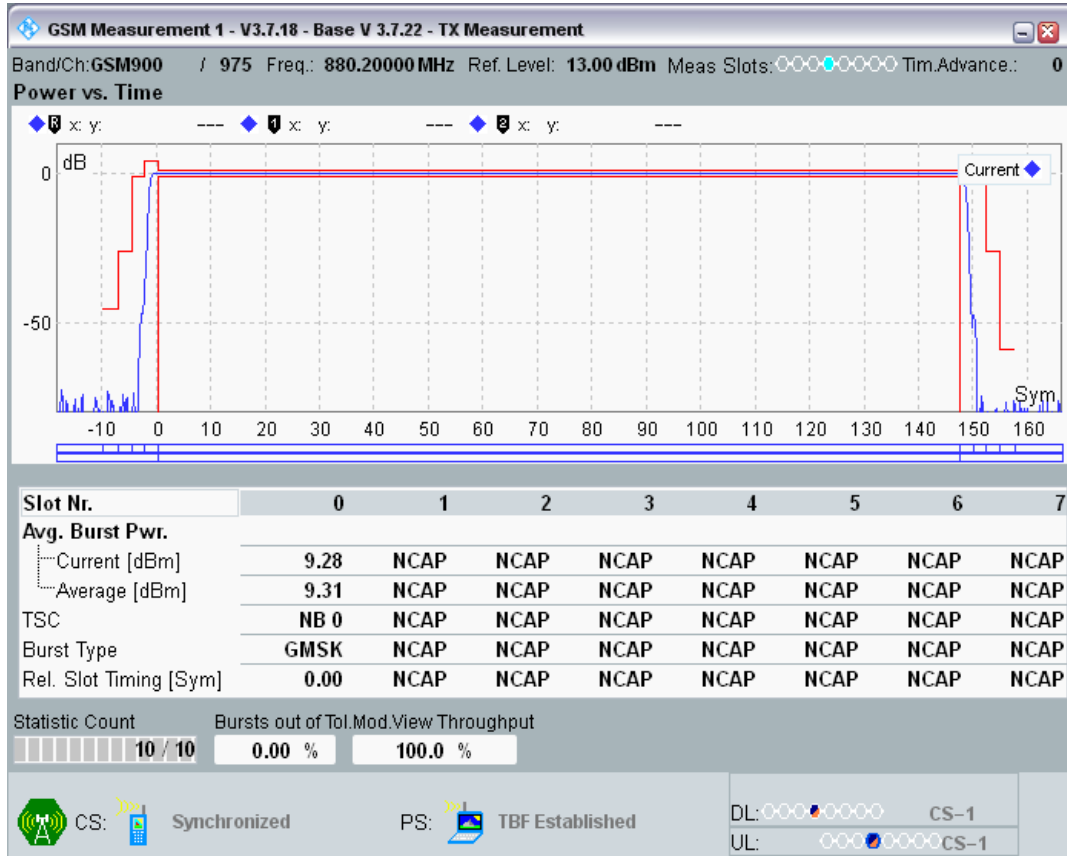 GSM Measurement 1 - V3.7.18 - Base V 3.7.22 - TX Measurement
Band/Ch:GSM900 / 975 Freq.: 880.20000 MHz Ref. Level: 13.00 dBm Meas Slots: Tim.Advance.: 0
Power vs. Time
R x: y: --- 1 x: y: --- 2 x: y: ---
dB
0
Current
-50
Sym
-10 0 10 20 30 40 50 60 70 80 90 100 110 120 130 140 150 160
Slot Nr. 0 1 2 3 4 5 6 7
Avg. Burst Pwr.
Current [dBm] 9.28 NCAP NCAP NCAP NCAP NCAP NCAP NCAP
Average [dBm] 9.31 NCAP NCAP NCAP NCAP NCAP NCAP NCAP
TSC NB 0 NCAP NCAP NCAP NCAP NCAP NCAP NCAP
Burst Type GMSK NCAP NCAP NCAP NCAP NCAP NCAP NCAP
Rel. Slot Timing [Sym] 0.00 NCAP NCAP NCAP NCAP NCAP NCAP NCAP
Statistic Count Bursts out of Tol. Mod.View Throughput
10 / 10 0.00 % 100.0 %
CS: Synchronized PS: TBF Established DL: CS-1
UL: CS-1